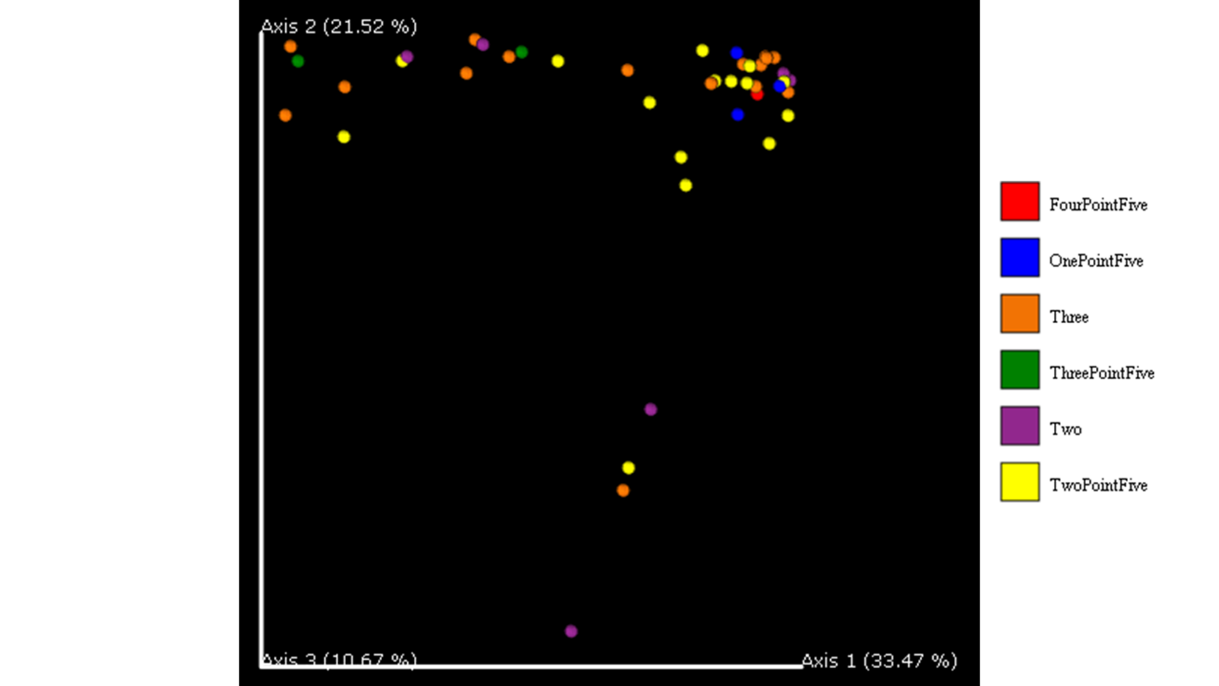 Axis 2 (21.52 %)
FourPointFive
OnePointFive
Three
ThreePointFive
Two
TwoPointFive
Axis 3 (10.67 %)
Axis 1 (33.47 %)